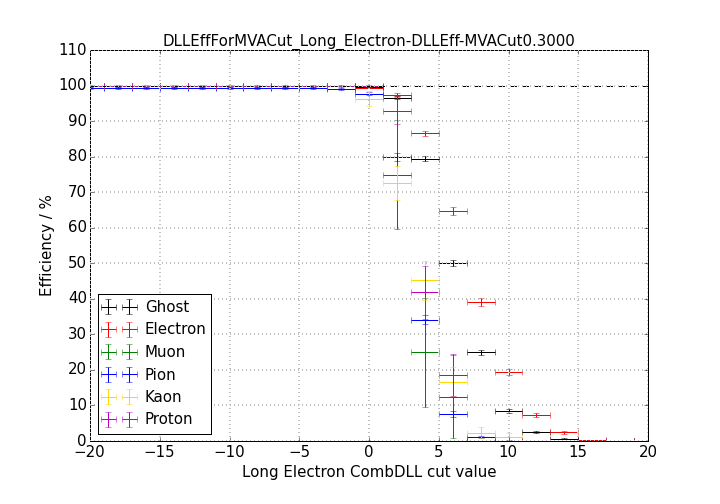 DLLEffForMVACut_Long_Electron-DLLEff-MVACut0.3000
110
100
90
80
70
60
50
40
30
20
10
0
Efficiency / %
Ghost
Electron
Muon
Pion
Kaon
Proton
−20 −15 −10 −5 0 5 10 15 20
Long Electron CombDLL cut value